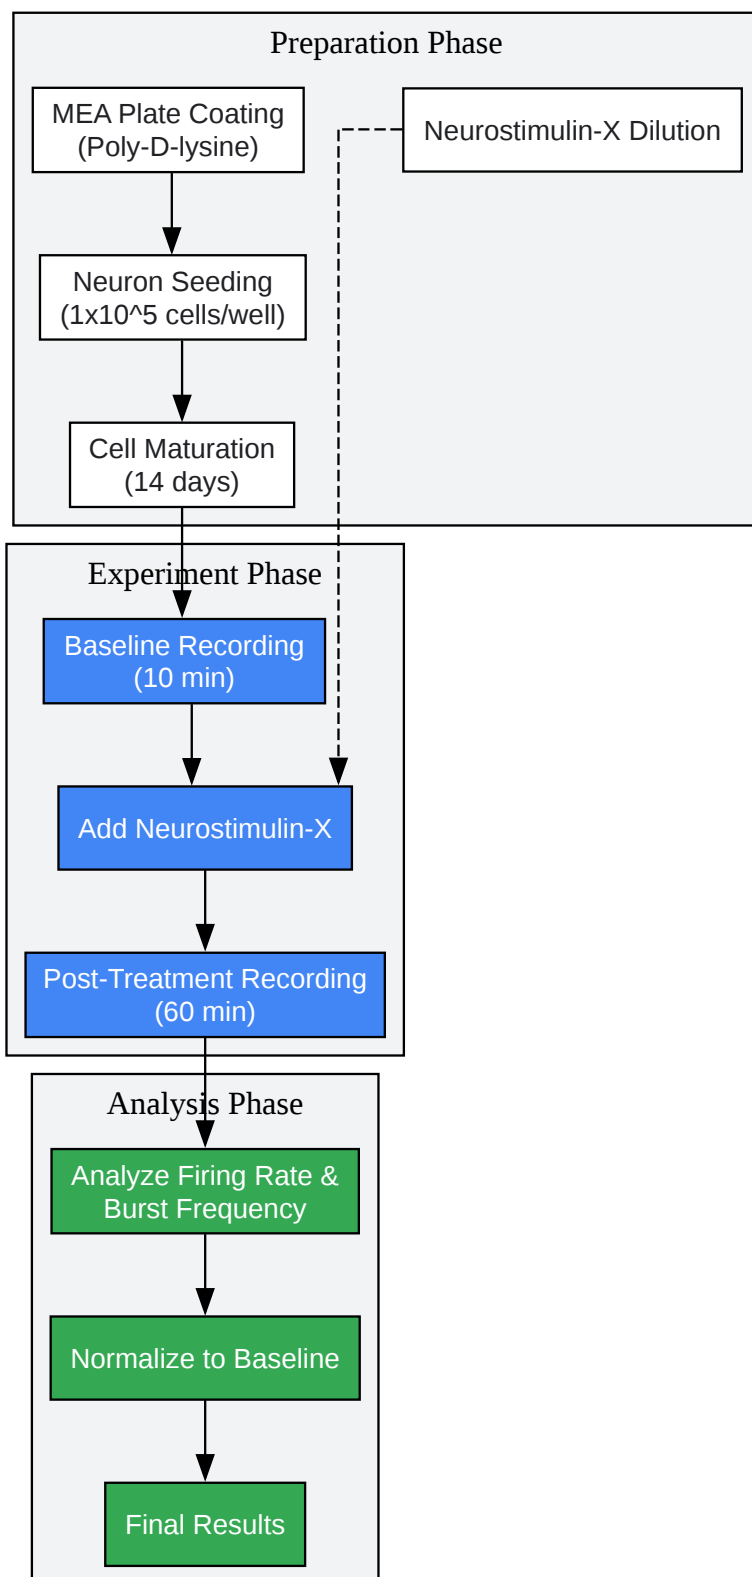 Preparation Phase
MEA Plate Coating
(Poly-D-lysine)
Neurostimulin-X Dilution
Neuron Seeding
(1x10^5 cells/well)
Cell Maturation
(14 days)
Experiment Phase
Baseline Recording
(10 min)
Add Neurostimulin-X
Post-Treatment Recording
(60 min)
Analysis Phase
Analyze Firing Rate &
Burst Frequency
Normalize to Baseline
Final Results